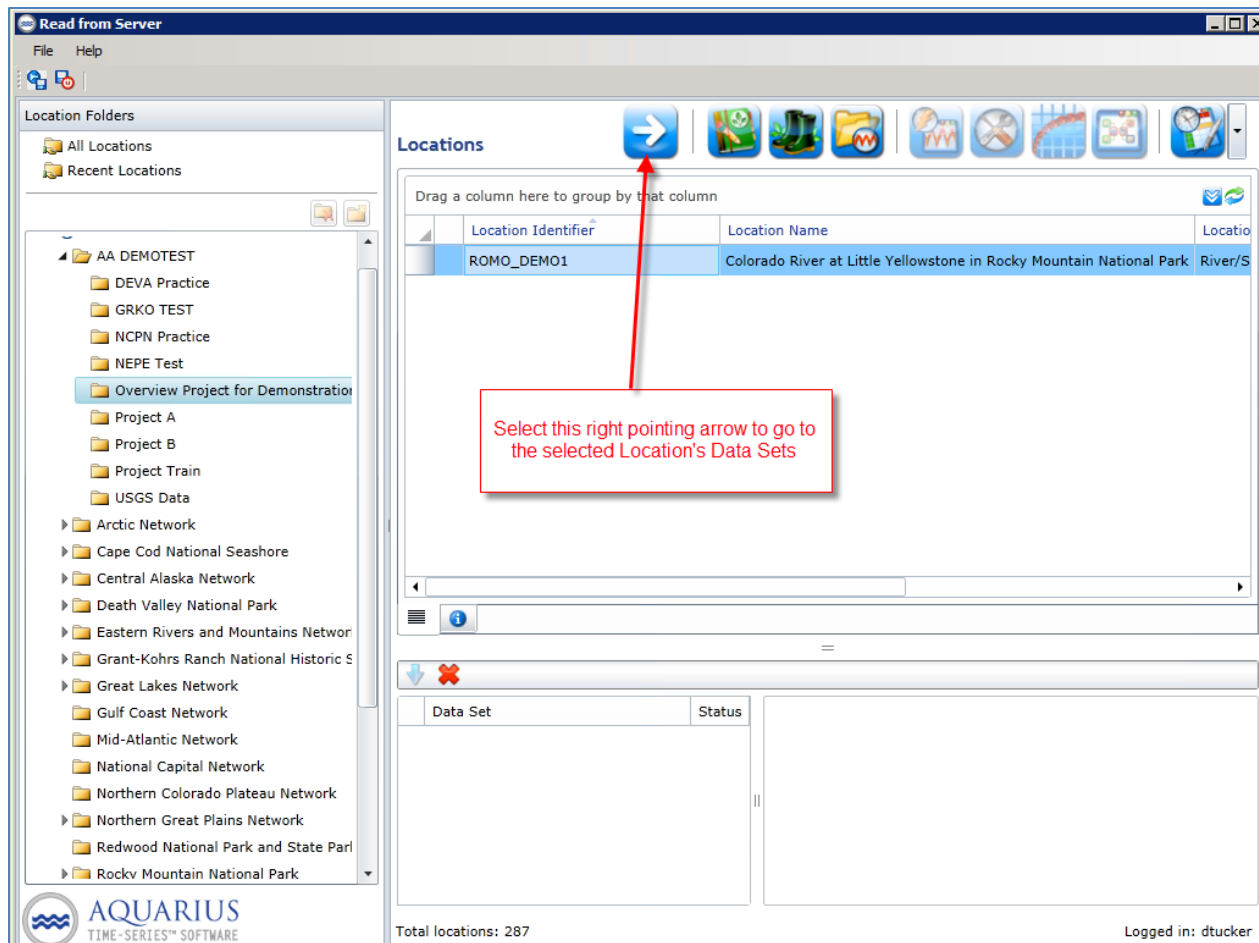 Read from Server
File Help
Location Folders
All Locations
Recent Locations
AA DEMOTEST
DEVA Practice
GRKO TEST
NCPN Practice
NEPE Test
Overview Project for Demonstration
Project A
Project B
Project Train
USGS Data
Arctic Network
Cape Cod National Seashore
Central Alaska Network
Death Valley National Park
Eastern Rivers and Mountains Networ
Grant-Kohrs Ranch National Historic S
Great Lakes Network
Gulf Coast Network
Mid-Atlantic Network
National Capital Network
Northern Colorado Plateau Network
Northern Great Plains Network
Redwood National Park and State Parl
Rocky Mountain National Park
AQUARIUS
TIME-SERIES™ SOFTWARE
Locations
Drag a column here to group by that column
Location Identifier Location Name Locatio
ROMO_DEMO1 Colorado River at Little Yellowstone in Rocky Mountain National Park River/S
Select this right pointing arrow to go to
the selected Location's Data Sets
Data Set Status
Total locations: 287 Logged in: dtucker